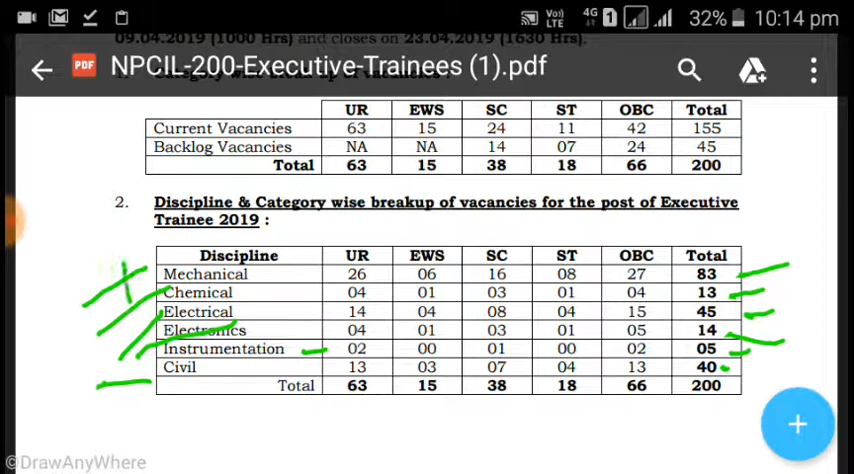 Vo)) 4G 1 32% 10:14 pm
LTE
09.04.2019 (1000 Hrs) and closes on 23.04.2019 (1630 Hrs).
PDF NPCIL-200-Executive-Trainees (1).pdf
UR EWS SC ST OBC Total
Current Vacancies 63 15 24 11 42 155
Backlog Vacancies NA NA 14 07 24 45
Total 63 15 38 18 66 200
2. Discipline & Category wise breakup of vacancies for the post of Executive
Trainee 2019 :
Discipline UR EWS SC ST OBC Total
Mechanical 26 06 16 08 27 83
Chemical 04 01 03 01 04 13
Electrical 14 04 08 04 15 45
Electronics 04 01 03 01 05 14
Instrumentation 02 00 01 00 02 05
Civil 13 03 07 04 13 40
Total 63 15 38 18 66 200
©DrawAnyWhere